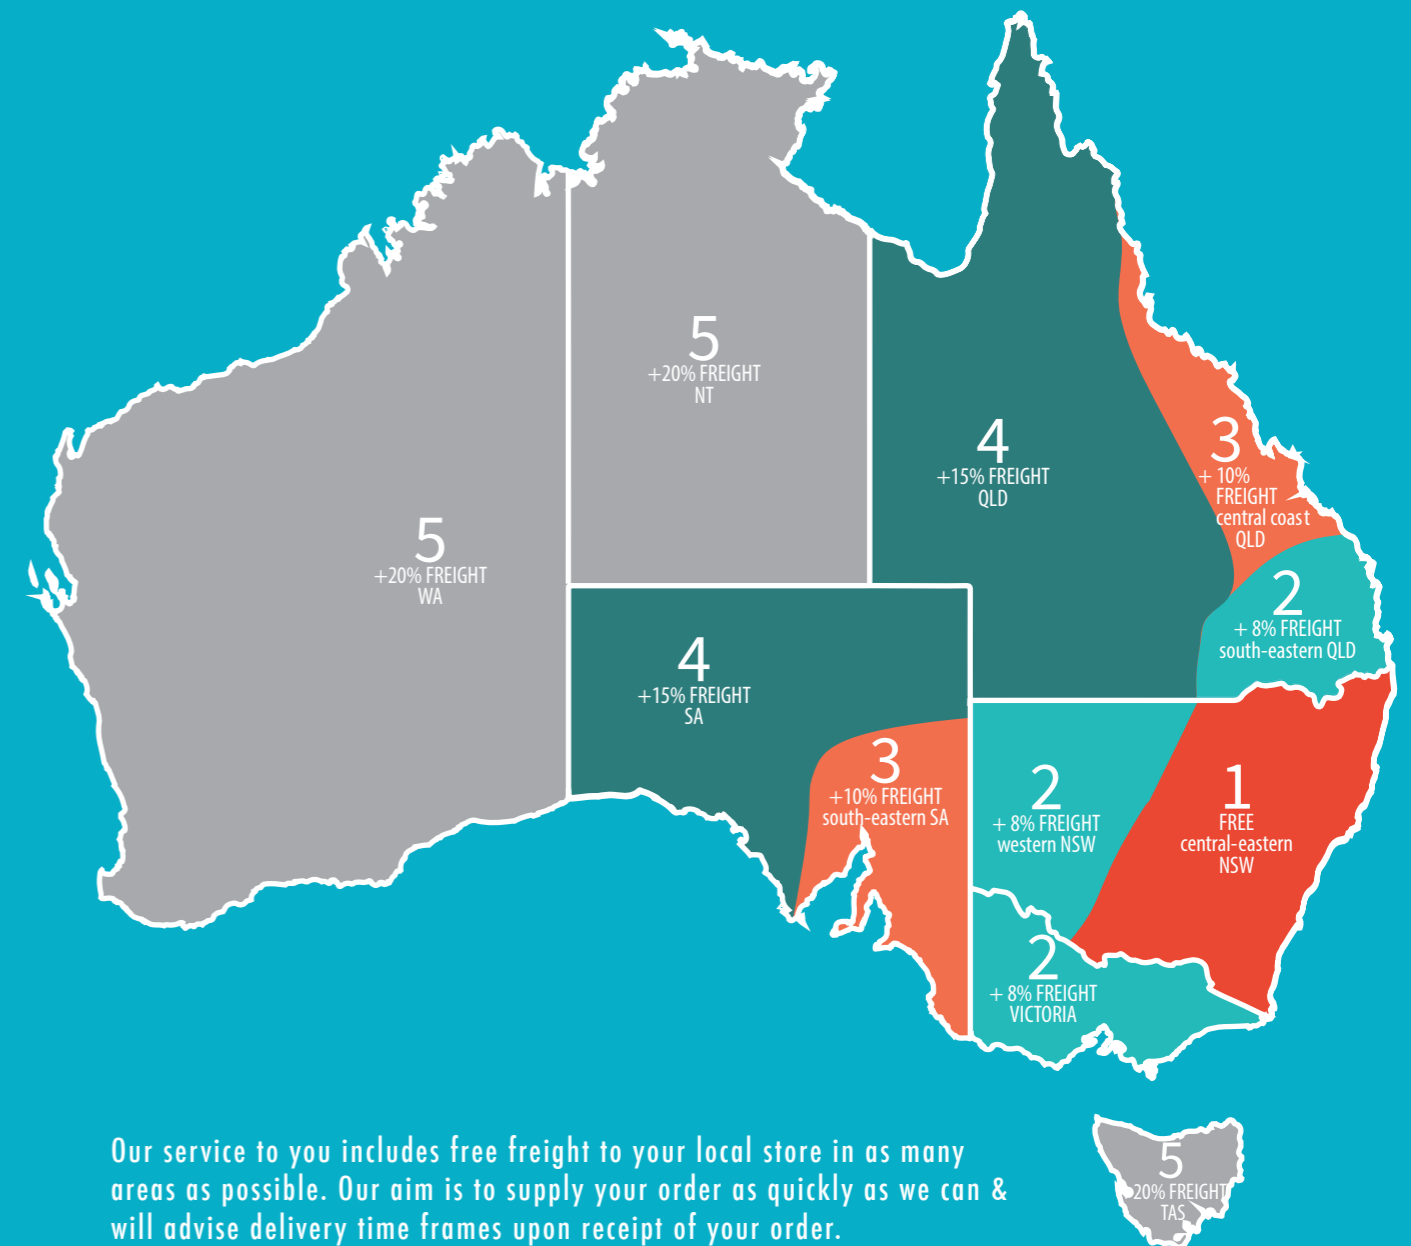 5
+20% FREIGHT
NT
5
+20% FREIGHT
WA
4
+15% FREIGHT
QLD
3
+ 10%
FREIGHT
central coast
QLD
2
+ 8% FREIGHT
south-eastern QLD
4
+15% FREIGHT
SA
3
+10% FREIGHT
south-eastern SA
2
+ 8% FREIGHT
western NSW
1
FREE
central-eastern
NSW
2
+ 8% FREIGHT
VICTORIA
5
20% FREIGHT
TAS
Our service to you includes free freight to your local store in as many
areas as possible. Our aim is to supply your order as quickly as we can &
will advise delivery time frames upon receipt of your order.